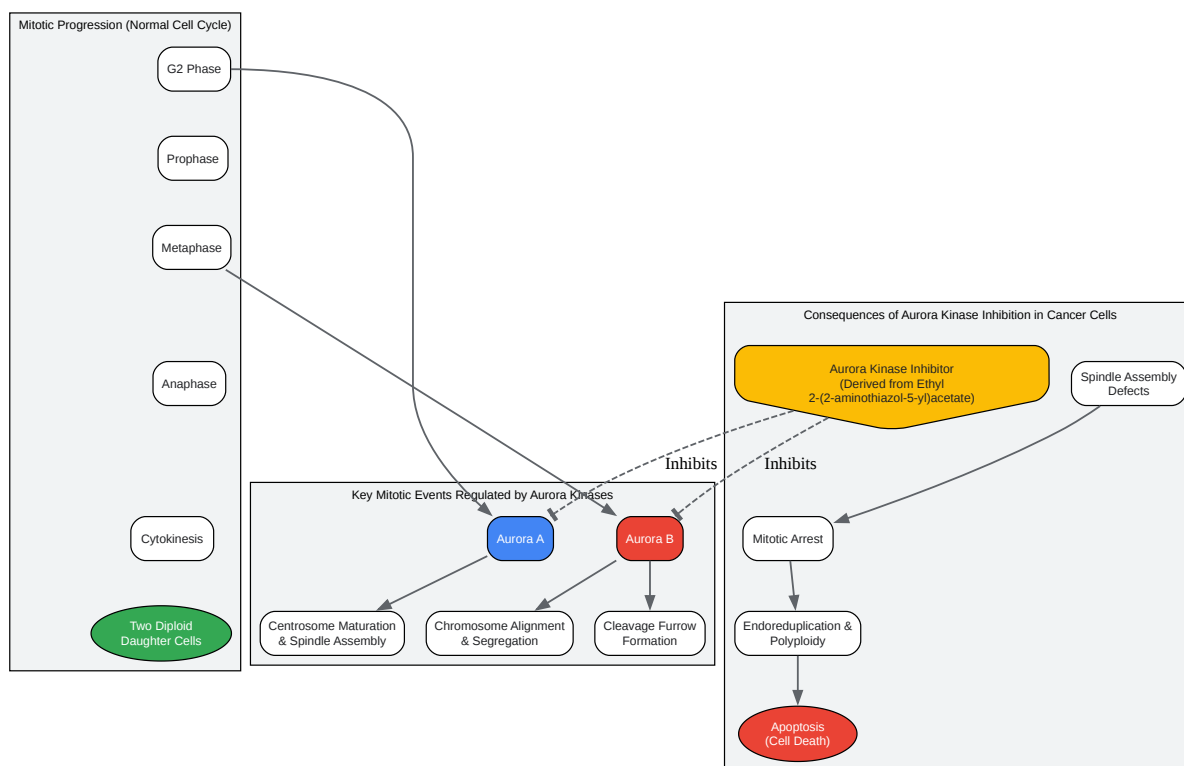 Mitotic Progression (Normal Cell Cycle)
G2 Phase
Prophase
Metaphase
Anaphase
Cytokinesis
Two Diploid
Daughter Cells
Key Mitotic Events Regulated by Aurora Kinases
Aurora A
Aurora B
Centrosome Maturation
& Spindle Assembly
Chromosome Alignment
& Segregation
Cleavage Furrow
Formation
Inhibits
Inhibits
Consequences of Aurora Kinase Inhibition in Cancer Cells
Aurora Kinase Inhibitor
(Derived from Ethyl
2-(2-aminothiazol-5-yl)acetate)
Spindle Assembly
Defects
Mitotic Arrest
Endoreduplication &
Polyploidy
Apoptosis
(Cell Death)